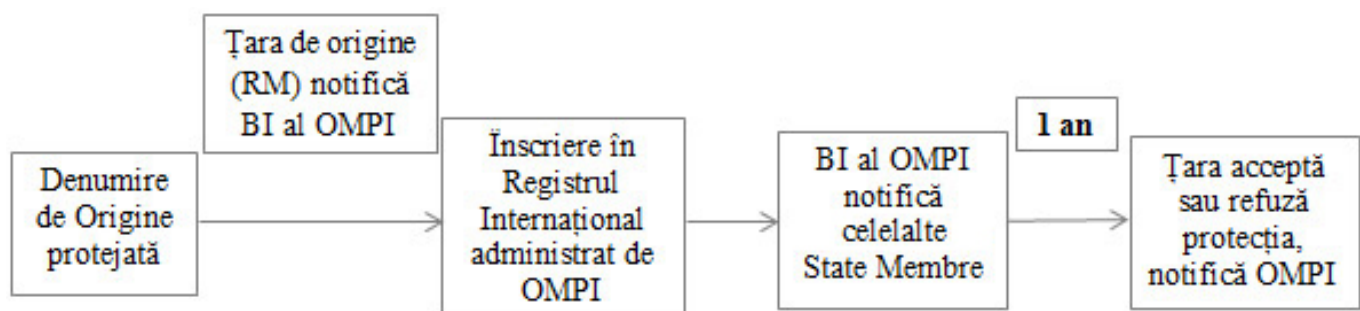 Denumire
de Origine
protejată
Țara de origine
(RM) notifică
BI al OMPI
Înscriere în
Registrul
Internațional
administrat de
OMPI
BI al OMPI
notifică
celelalte
State Membre
1 an
Țara acceptă
sau refuză
protecția,
notifică OMPI